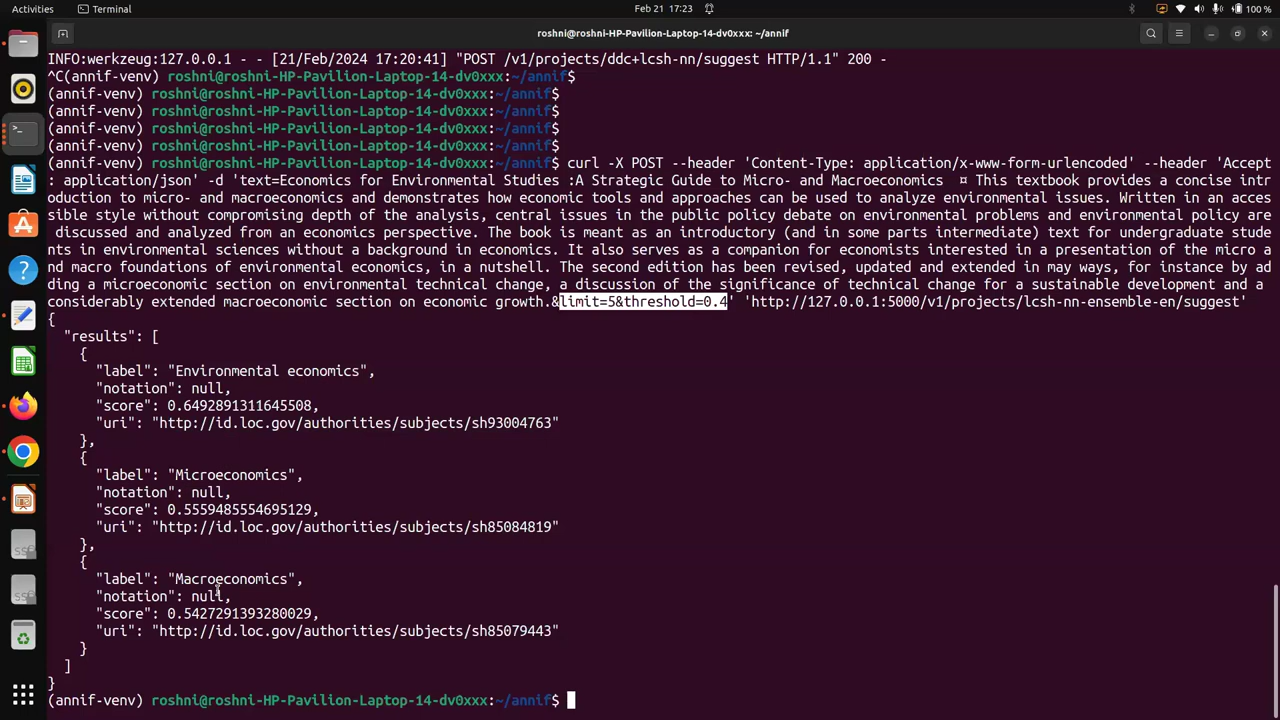 Activities
Terminal
Feb 21 17:23
100 %
roshni@roshni-HP-Pavilion-Laptop-14-dv0xxx: ~/annif
INFO:werkzeug:127.0.0.1 - - [21/Feb/2024 17:20:41] "POST /v1/projects/ddc+lcsh-nn/suggest HTTP/1.1" 200 -
^C(annif-venv) roshni@roshni-HP-Pavilion-Laptop-14-dv0xxx:~/annif$
(annif-venv) roshni@roshni-HP-Pavilion-Laptop-14-dv0xxx:~/annif$
(annif-venv) roshni@roshni-HP-Pavilion-Laptop-14-dv0xxx:~/annif$
(annif-venv) roshni@roshni-HP-Pavilion-Laptop-14-dv0xxx:~/annif$
(annif-venv) roshni@roshni-HP-Pavilion-Laptop-14-dv0xxx:~/annif$
(annif-venv) roshni@roshni-HP-Pavilion-Laptop-14-dv0xxx:~/annif$ curl -X POST --header 'Content-Type: application/x-www-form-urlencoded' --header 'Accept
: application/json' -d 'text=Economics for Environmental Studies :A Strategic Guide to Micro- and Macroeconomics  ¤ This textbook provides a concise intr
oduction to micro- and macroeconomics and demonstrates how economic tools and approaches can be used to analyze environmental issues. Written in an acces
sible style without compromising depth of the analysis, central issues in the public policy debate on environmental problems and environmental policy are
 discussed and analyzed from an economics perspective. The book is meant as an introductory (and in some parts intermediate) text for undergraduate stude
nts in environmental sciences without a background in economics. It also serves as a companion for economists interested in a presentation of the micro a
nd macro foundations of environmental economics, in a nutshell. The second edition has been revised, updated and extended in may ways, for instance by ad
ding a microeconomic section on environmental technical change, a discussion of the significance of technical change for a sustainable development and a
considerably extended macroeconomic section on economic growth.&limit=5&threshold=0.4' 'http://127.0.0.1:5000/v1/projects/lcsh-nn-ensemble-en/suggest'
{
  "results": [
    {
      "label": "Environmental economics",
      "notation": null,
      "score": 0.6492891311645508,
      "uri": "http://id.loc.gov/authorities/subjects/sh93004763"
    },
    {
      "label": "Microeconomics",
      "notation": null,
      "score": 0.5559485554695129,
      "uri": "http://id.loc.gov/authorities/subjects/sh85084819"
    },
    {
      "label": "Macroeconomics",
      "notation": null,
      "score": 0.5427291393280029,
      "uri": "http://id.loc.gov/authorities/subjects/sh85079443"
    }
  ]
}
(annif-venv) roshni@roshni-HP-Pavilion-Laptop-14-dv0xxx:~/annif$